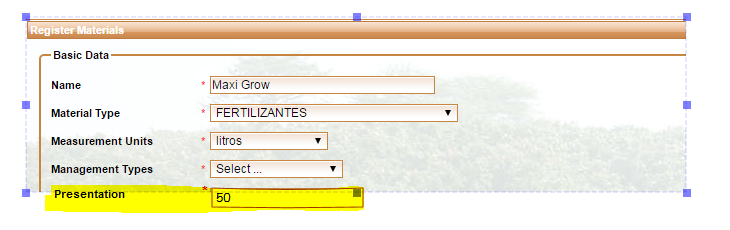 Register Materials
Basic Data
Name * Maxi Grow
Material Type * FERTILIZANTES
Measurement Units * litros
Management Types * Select ...
Presentation * 50